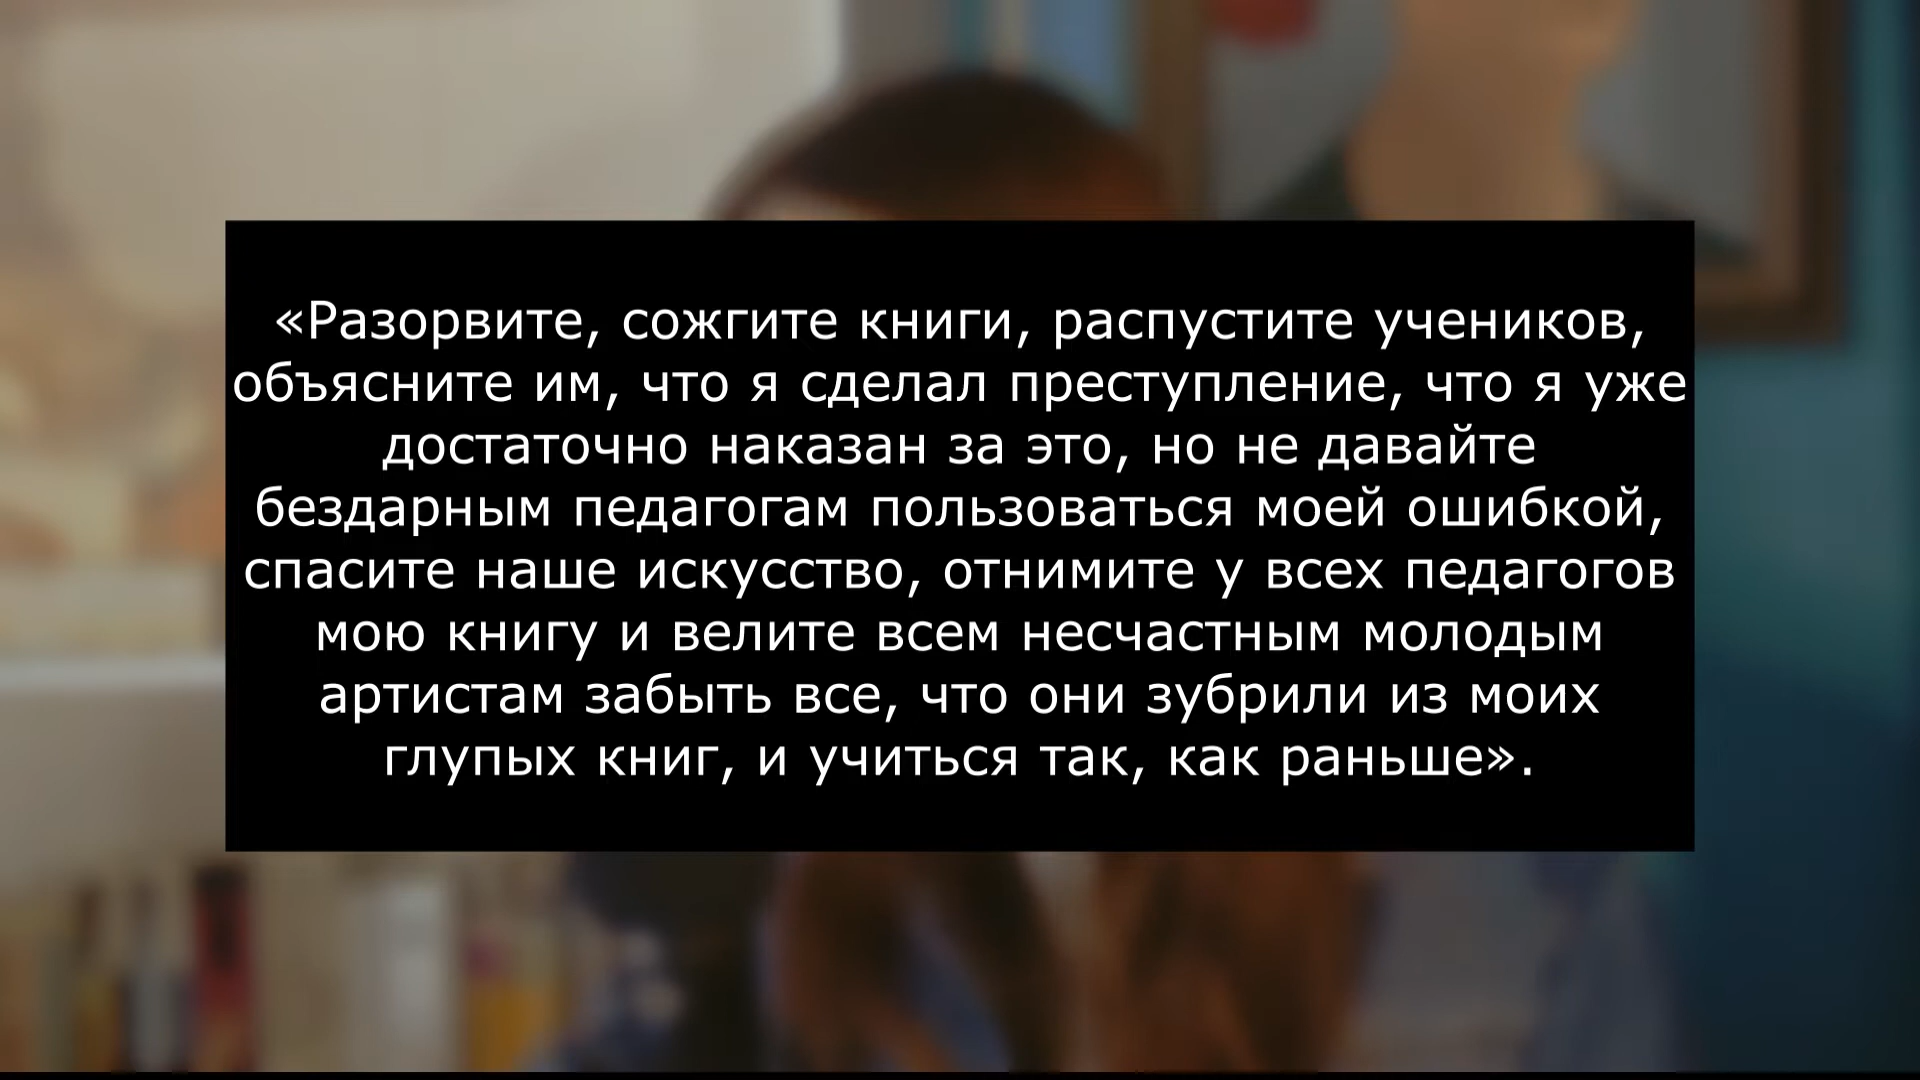 «Разорвите, сожгите книги, распустите учеников,
объясните им, что я сделал преступление, что я уже
достаточно наказан за это, но не давайте
бездарным педагогам пользоваться моей ошибкой,
спасите наше искусство, отнимите у всех педагогов
мою книгу и велите всем несчастным молодым
артистам забыть все, что они зубрили из моих
глупых книг, и учиться так, как раньше».